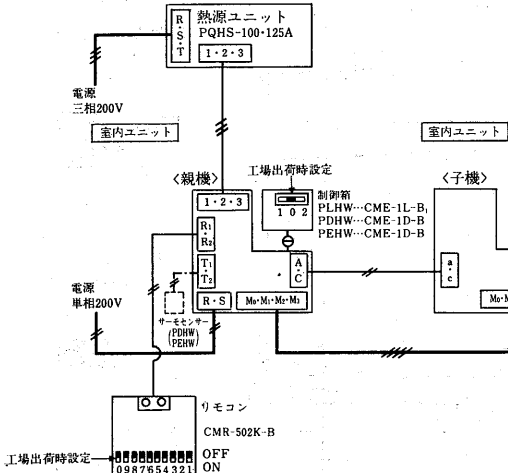 熱源ユニット
PQHS-100・125A
R・S・T
1・2・3
電源
三相200V
室内ユニット
室内ユニット
工場出荷時設定
〈親機〉
〈子機〉
1・2・3
1 0 2
制御箱
PLHW…CME-1L-B₁
PDHW…CME-1D-B
PEHW…CME-1D-B
R₁・R₂
T₁・T₂
A・C
a・c
電源
単相200V
R・S
M₀・M₁・M₂・M₃
M₀・M
サーモセンサー
(PDHW
PEHW)
リモコン
CMR-502K-B
工場出荷時設定
OFF
0987654321 ON